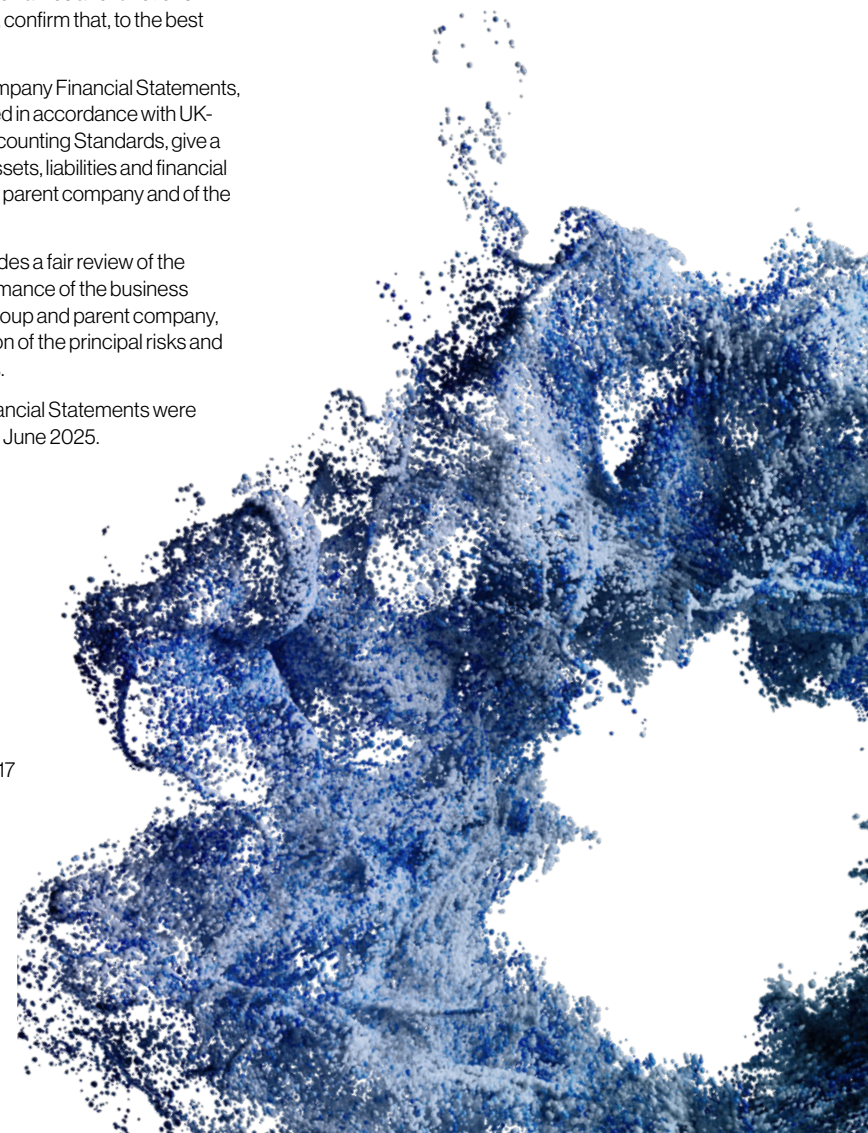 confirm that, to the best
mpany Financial Statements,
ed in accordance with UK-
counting Standards, give a
ssets, liabilities and financial
parent company and of the
des a fair review of the
mance of the business
roup and parent company,
on of the principal risks and
.
ancial Statements were
June 2025.
17